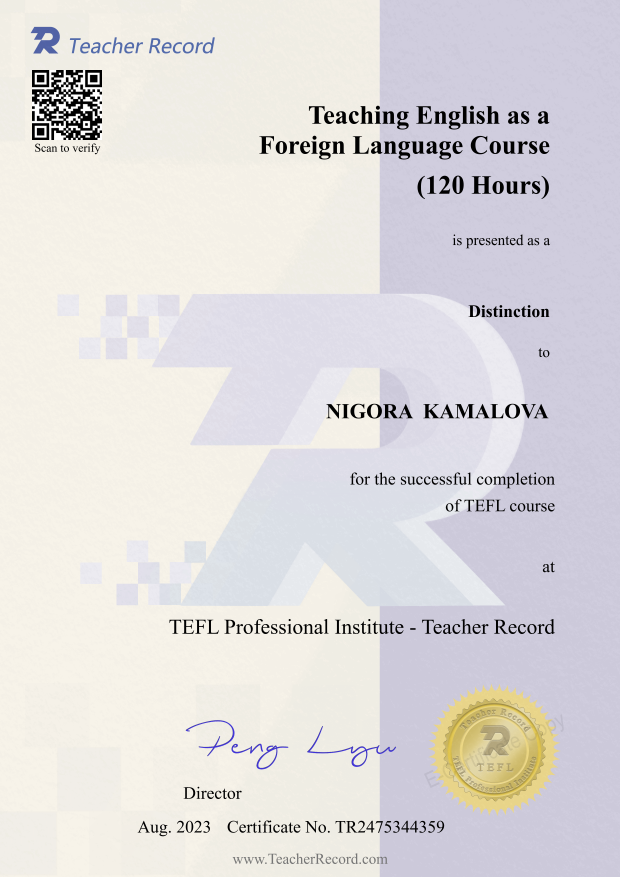 Teacher Record
Scan to verify
Teaching English as a
Foreign Language Course
(120 Hours)
is presented as a
Distinction
to
NIGORA KAMALOVA
for the successful completion
of TEFL course
at
TEFL Professional Institute - Teacher Record
Peng Lyu
Teacher Record
TEFL
TEFL Professional Institute
Director
Aug. 2023 Certificate No. TR2475344359
www.TeacherRecord.com